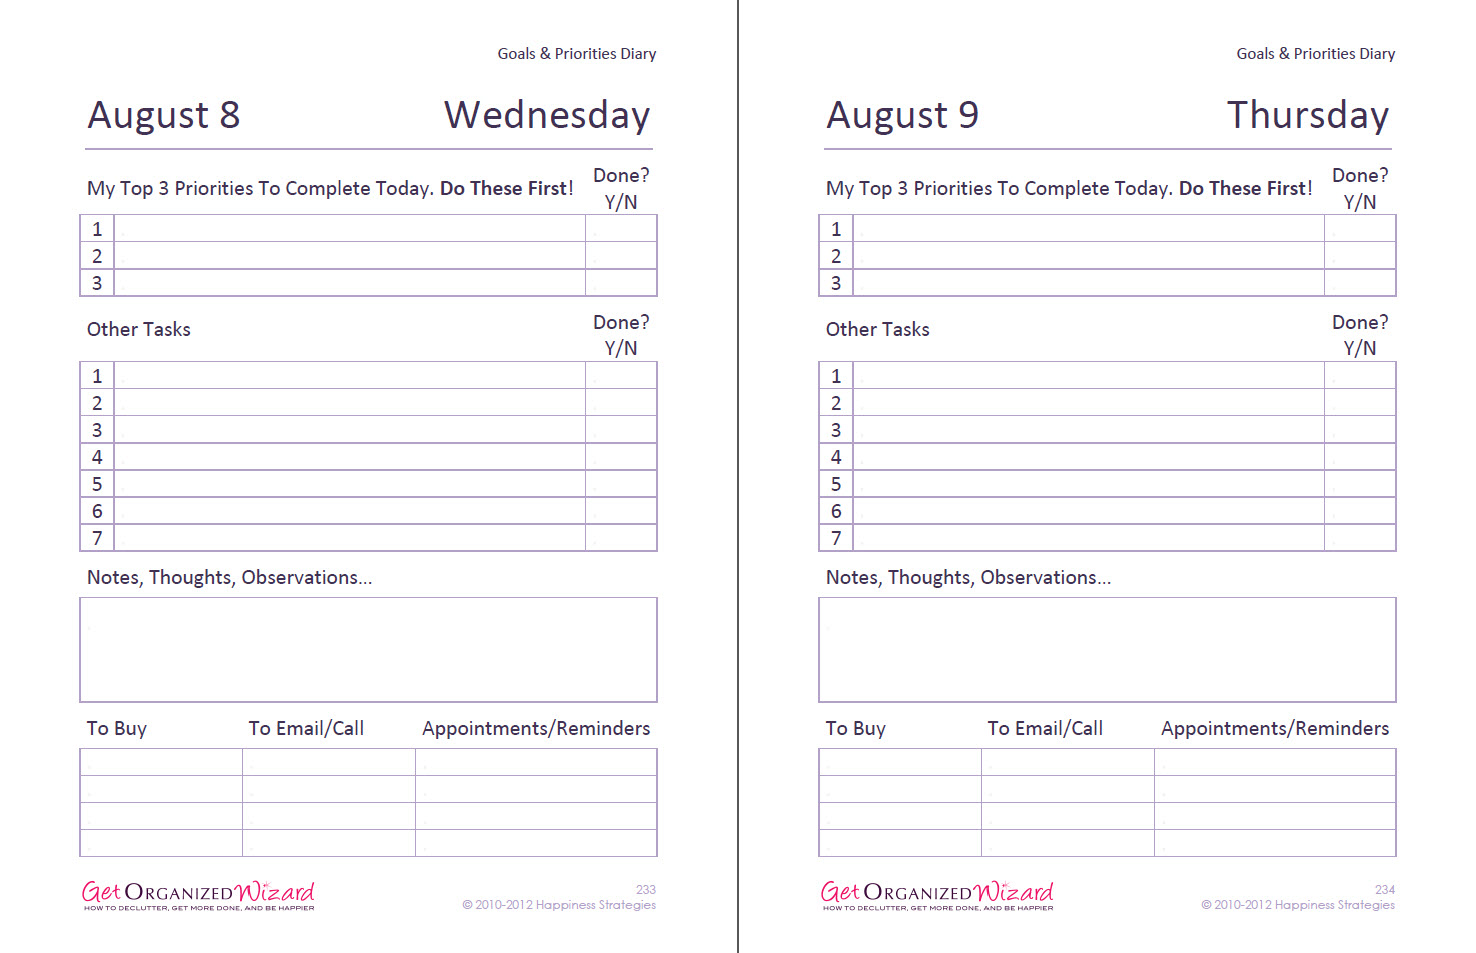 Goals & Priorities Diary
August 8 Wednesday
My Top 3 Priorities To Complete Today. Do These First! Done? Y/N
1
2
3
Other Tasks Done? Y/N
1
2
3
4
5
6
7
Notes, Thoughts, Observations...
To Buy To Email/Call Appointments/Reminders
Get ORGANIZED Wizard
HOW TO DECLUTTER, GET MORE DONE, AND BE HAPPIER
233
© 2010-2012 Happiness Strategies
Goals & Priorities Diary
August 9 Thursday
My Top 3 Priorities To Complete Today. Do These First! Done? Y/N
1
2
3
Other Tasks Done? Y/N
1
2
3
4
5
6
7
Notes, Thoughts, Observations...
To Buy To Email/Call Appointments/Reminders
Get ORGANIZED Wizard
HOW TO DECLUTTER, GET MORE DONE, AND BE HAPPIER
234
© 2010-2012 Happiness Strategies